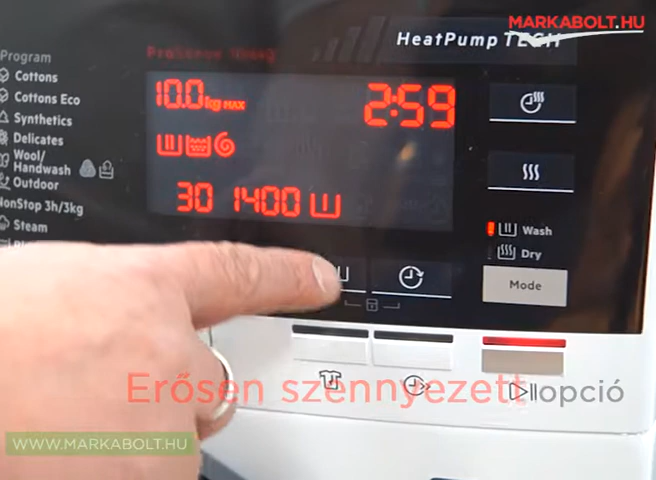 MARKABOLT.HU
HeatPump TECH
Program
Cottons
Cottons Eco
Synthetics
Delicates
Wool/
Handwash
Outdoor
NonStop 3h/3kg
Steam
10.0kg MAX
2:59
30 1400
Wash
Dry
Mode
Erősen szennyezett opció
WWW.MARKABOLT.HU